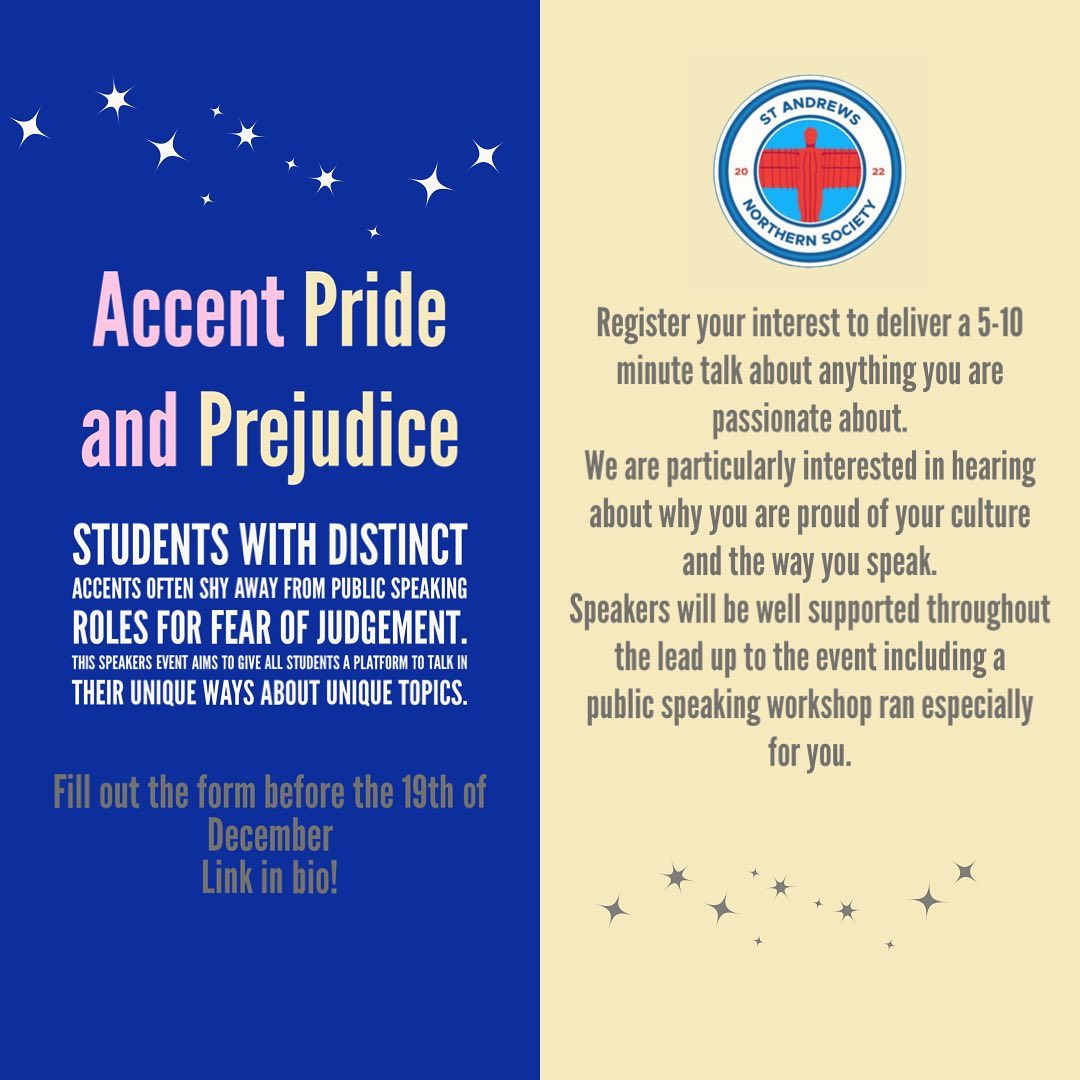 Accent Pride
and Prejudice
STUDENTS WITH DISTINCT
ACCENTS OFTEN SHY AWAY FROM PUBLIC SPEAKING
ROLES FOR FEAR OF JUDGEMENT.
THIS SPEAKERS EVENT AIMS TO GIVE ALL STUDENTS A PLATFORM TO TALK IN
THEIR UNIQUE WAYS ABOUT UNIQUE TOPICS.
Fill out the form before the 19th of
December
Link in bio!
ST ANDREWS
20 22
NORTHERN SOCIETY
Register your interest to deliver a 5-10
minute talk about anything you are
passionate about.
We are particularly interested in hearing
about why you are proud of your culture
and the way you speak.
Speakers will be well supported throughout
the lead up to the event including a
public speaking workshop ran especially
for you.